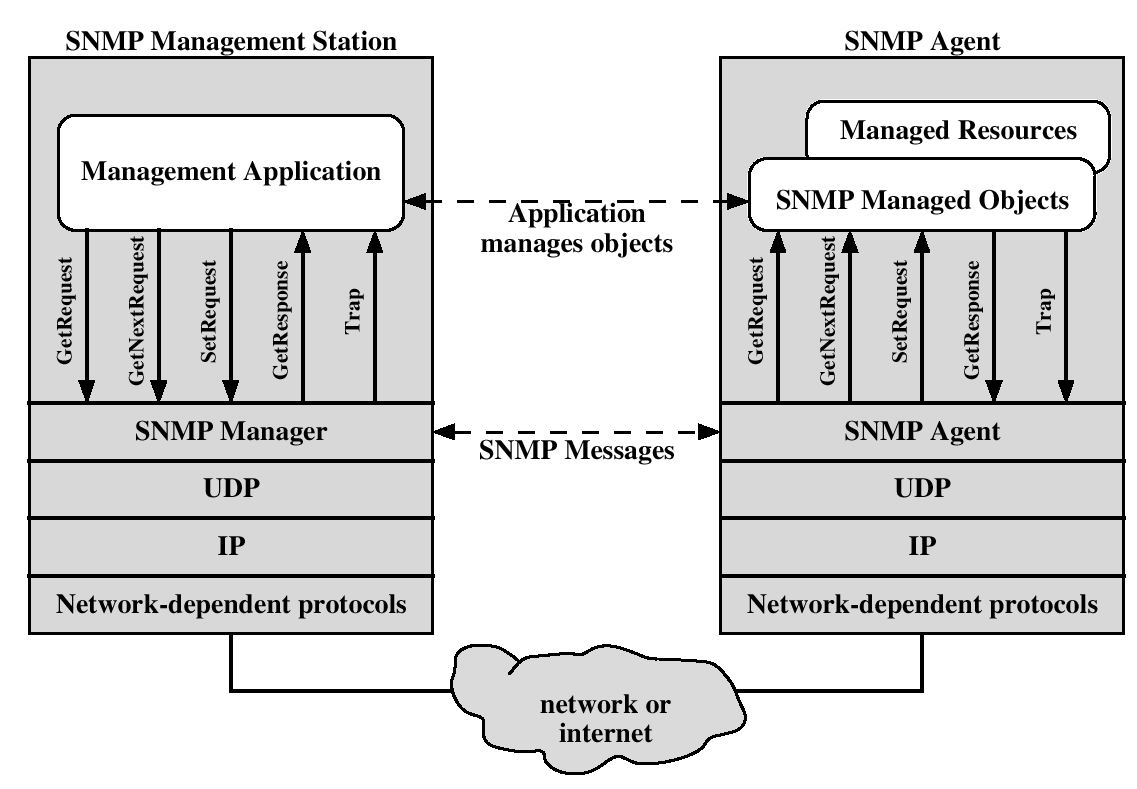 SNMP Management Station
Management Application
GetRequest
GetNextRequest
SetRequest
GetResponse
Trap
SNMP Manager
UDP
IP
Network-dependent protocols
Application
manages objects
SNMP Messages
SNMP Agent
Managed Resources
SNMP Managed Objects
GetRequest
GetNextRequest
SetRequest
GetResponse
Trap
SNMP Agent
UDP
IP
Network-dependent protocols
network or
internet